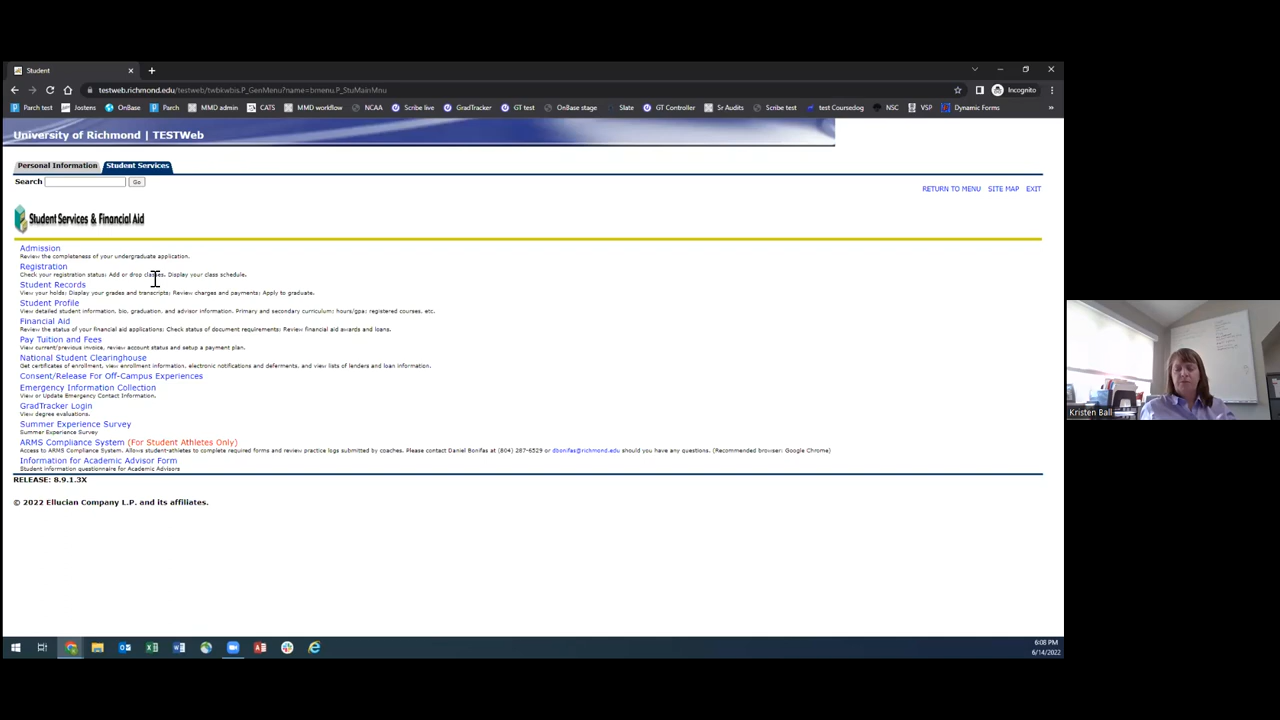 Student
testweb.richmond.edu/testweb/twbkwbis.P_GenMenu?name=bmenu.P_StuMainMnu
Incognito
Parch test Jostens OnBase Parch MMD admin CATS MMD workflow NCAA Scribe live GradTracker GT test OnBase stage Slate GT Controller Sr Audits Scribe test test Coursedog NSC VSP Dynamic Forms »
University of Richmond | TESTWeb
Personal Information Student Services
Search Go
RETURN TO MENU SITE MAP EXIT
Student Services & Financial Aid
Admission
Review the completeness of your undergraduate application.
Registration
Check your registration status; Add or drop classes. Display your class schedule.
Student Records
View your holds; Display your grades and transcripts; Review charges and payments; Apply to graduate.
Student Profile
View detailed student information, bio, graduation, and advisor information. Primary and secondary curriculum; hours/gpa; registered courses, etc.
Financial Aid
Review the status of your financial aid applications; Check status of document requirements; Review financial aid awards and loans.
Pay Tuition and Fees
View current/previous invoice, review account status and setup a payment plan.
National Student Clearinghouse
Get certificates of enrollment, view enrollment information, electronic notifications and deferments, and view lists of lenders and loan information.
Consent/Release For Off-Campus Experiences
Emergency Information Collection
View or Update Emergency Contact Information.
GradTracker Login
View degree evaluations.
Summer Experience Survey
Summer Experience Survey
ARMS Compliance System (For Student Athletes Only)
Access to ARMS Compliance System. Allows student-athletes to complete required forms and review practice logs submitted by coaches. Please contact Daniel Bonifas at (804) 287-6529 or dbonifas@richmond.edu should you have any questions. (Recommended browser: Google Chrome)
Information for Academic Advisor Form
Student information questionnaire for Academic Advisors
RELEASE: 8.9.1.3X
© 2022 Ellucian Company L.P. and its affiliates.
Kristen Ball
6:08 PM
6/14/2022